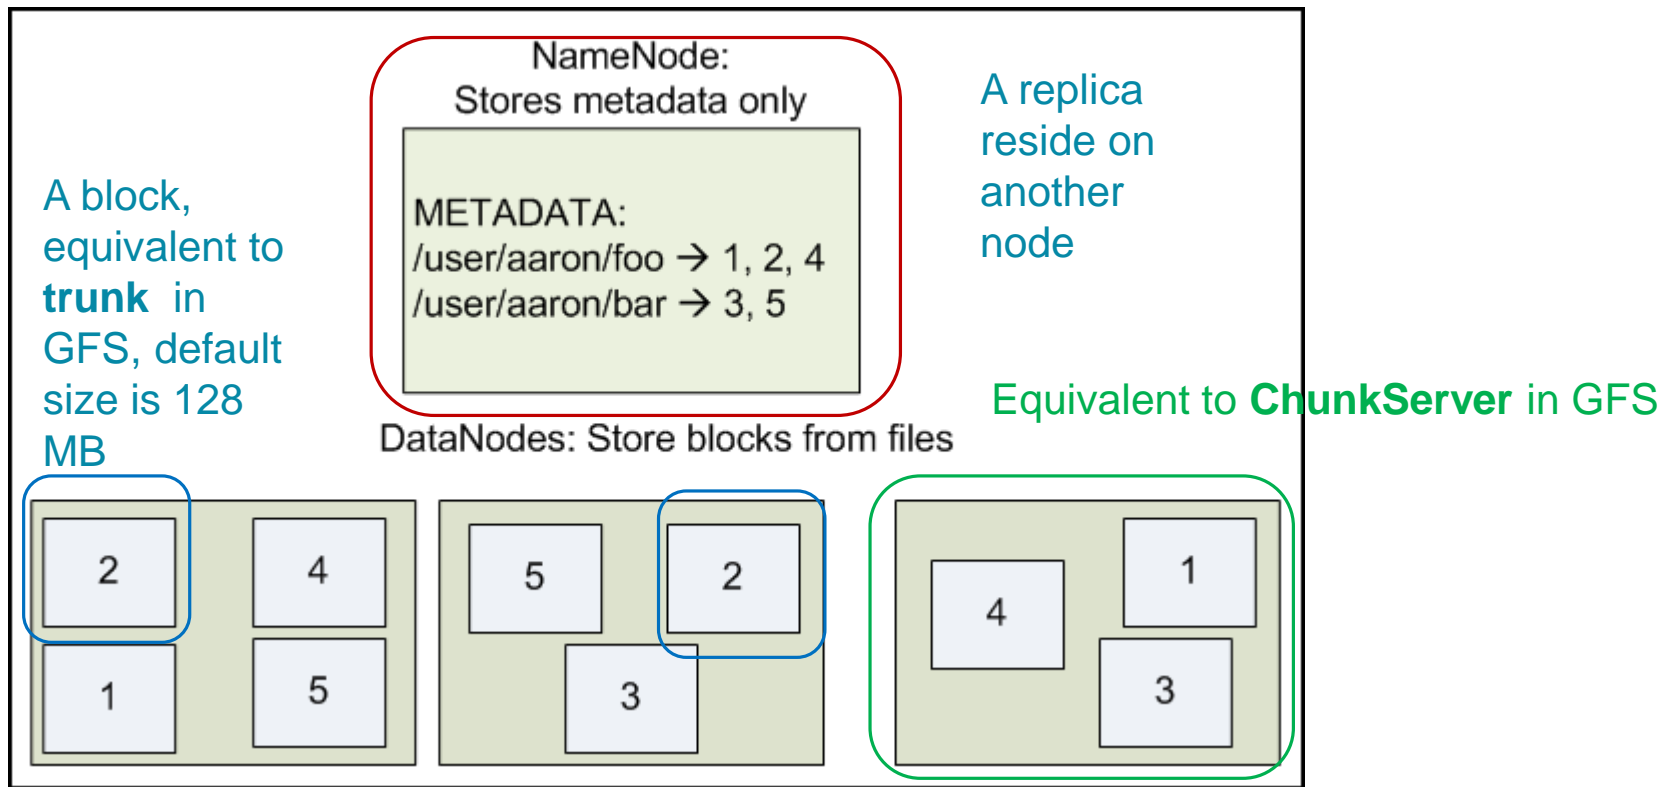 NameNode:
Stores metadata only
METADATA:
/user/aaron/foo → 1, 2, 4
/user/aaron/bar → 3, 5
A block,
equivalent to
trunk in
GFS, default
size is 128
MB
A replica
reside on
another
node
Equivalent to ChunkServer in GFS
DataNodes: Store blocks from files
2
4
1
5
5
2
3
4
1
3